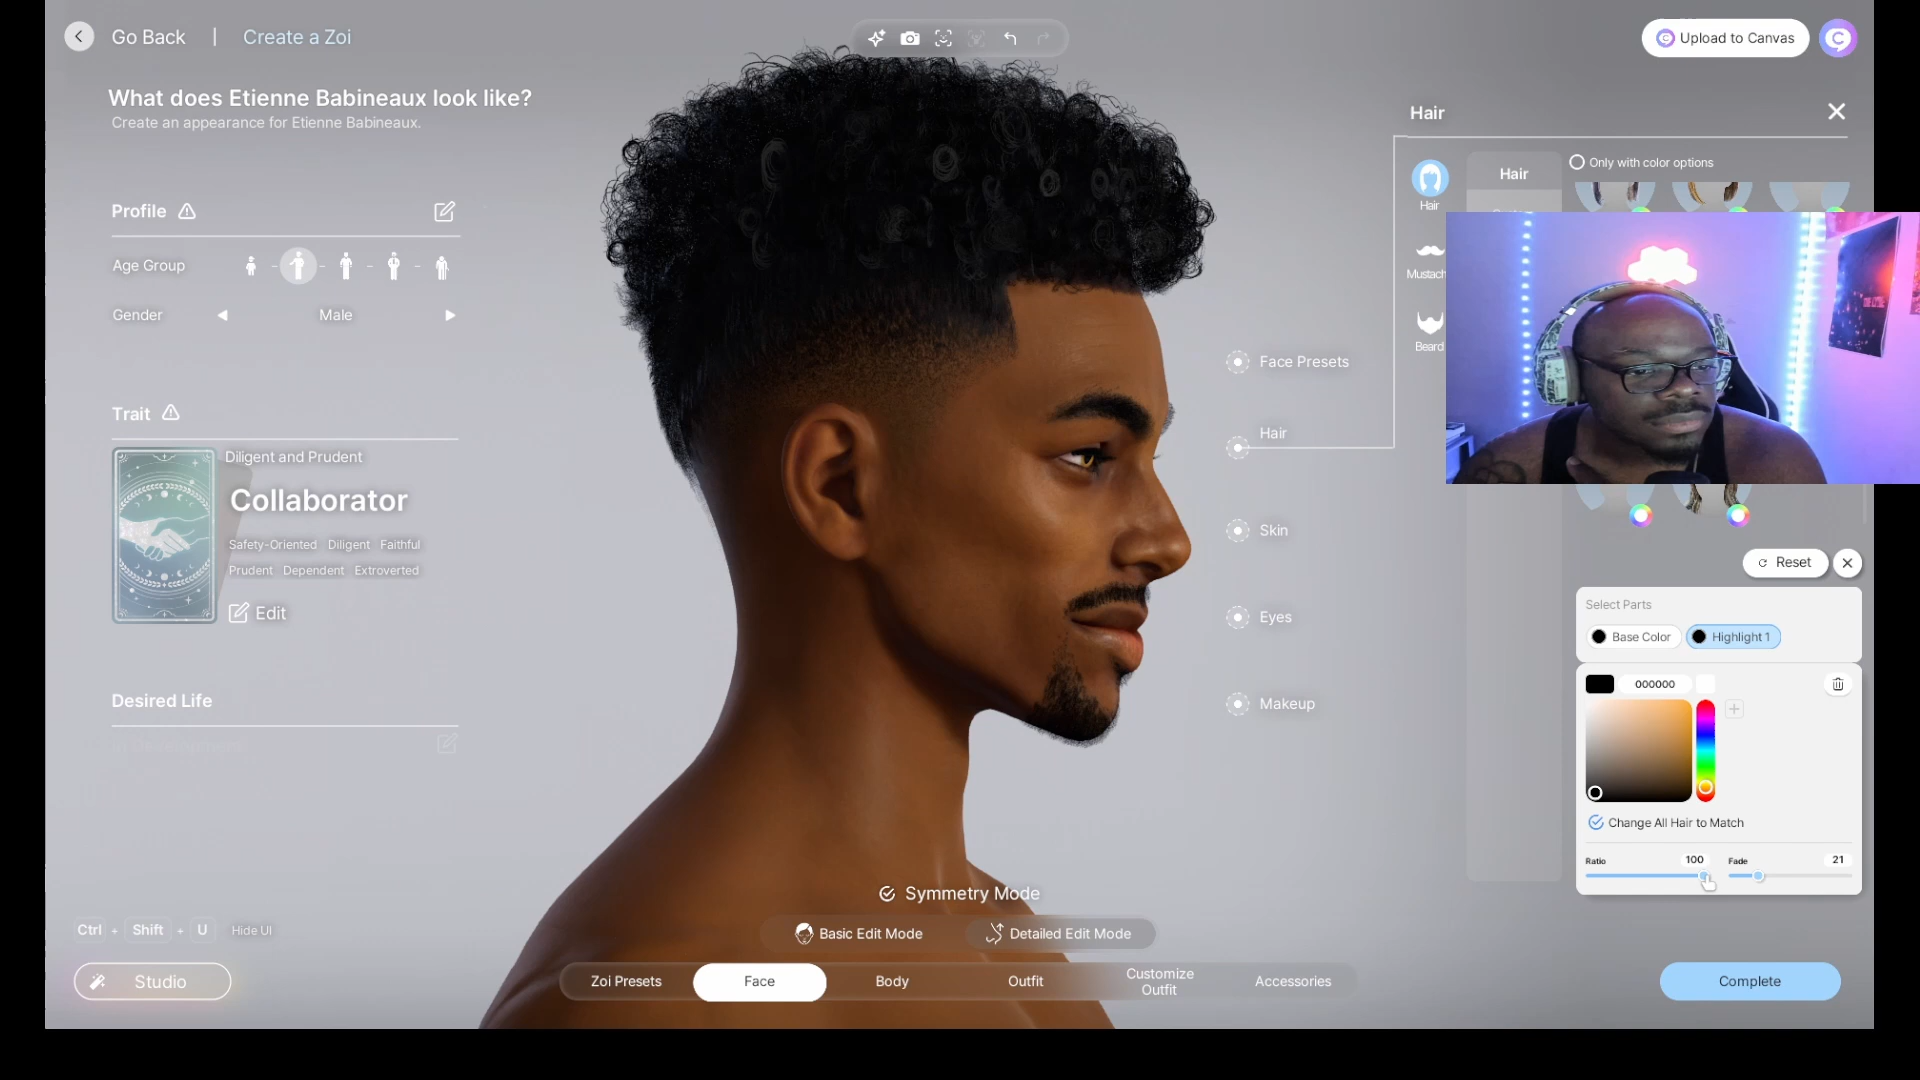 Go Back | Create a Zoi
Upload to Canvas
What does Etienne Babineaux look like?
Create an appearance for Etienne Babineaux.
Profile
Age Group
Gender
Male
Trait
Diligent and Prudent
Collaborator
Safety-Oriented Diligent Faithful
Prudent Dependent Extroverted
Edit
Desired Life
Ctrl + Shift + U Hide UI
Studio
Face Presets
Hair
Skin
Eyes
Makeup
Symmetry Mode
Basic Edit Mode
Detailed Edit Mode
Zoi Presets
Face
Body
Outfit
Customize
Outfit
Accessories
Hair
Hair
Mustach
Beard
Hair
Only with color options
Reset
Select Parts
Base Color
Highlight 1
000000
Change All Hair to Match
Ratio 100
Fade 21
Complete